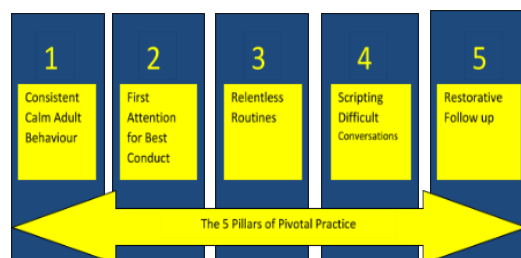 1
Consistent
Calm Adult
Behaviour
2
First
Attention
for Best
Conduct
3
Relentless
Routines
4
Scripting
Difficult
Conversations
5
Restorative
Follow up
The 5 Pillars of Pivotal Practice